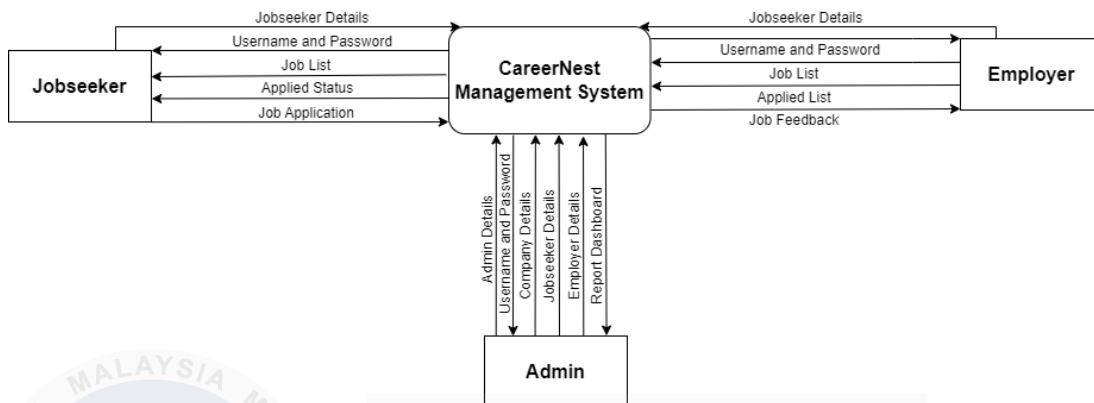 Jobseeker Details
Jobseeker Details
Username and Password
Username and Password
Job List
Job List
Applied Status
Applied List
Job Application
Job Feedback
Jobseeker
CareerNest
Management System
Employer
Admin Details
Username and Password
Company Details
Jobseeker Details
Employer Details
Report Dashboard
Admin
MALAYSIA M